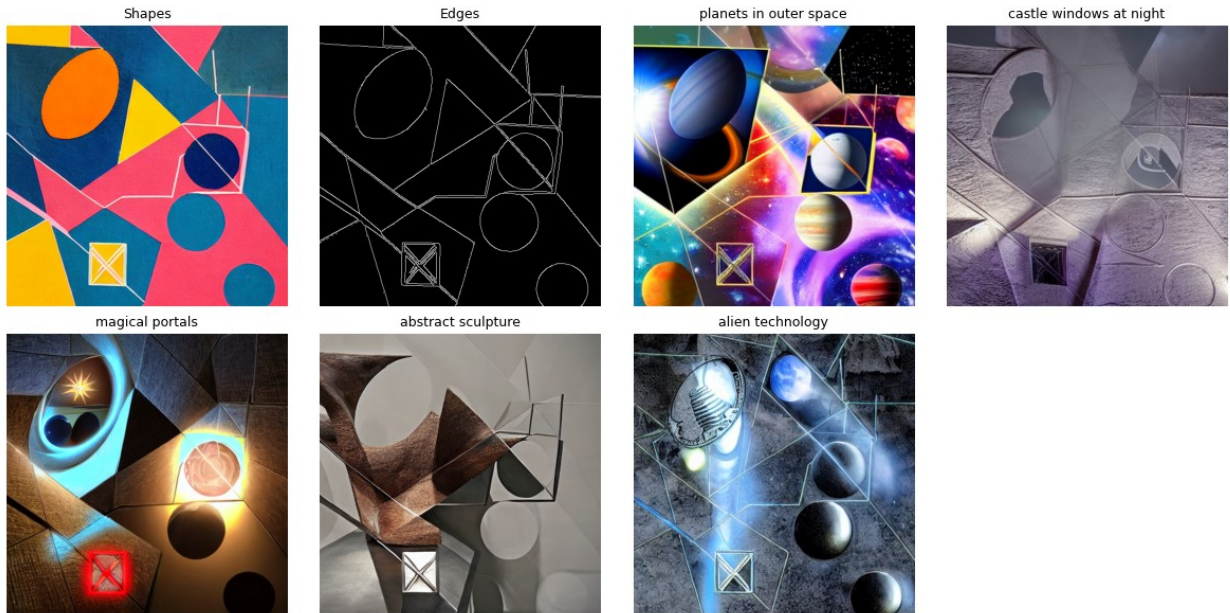 Shapes
Edges
planets in outer space
castle windows at night
magical portals
abstract sculpture
alien technology